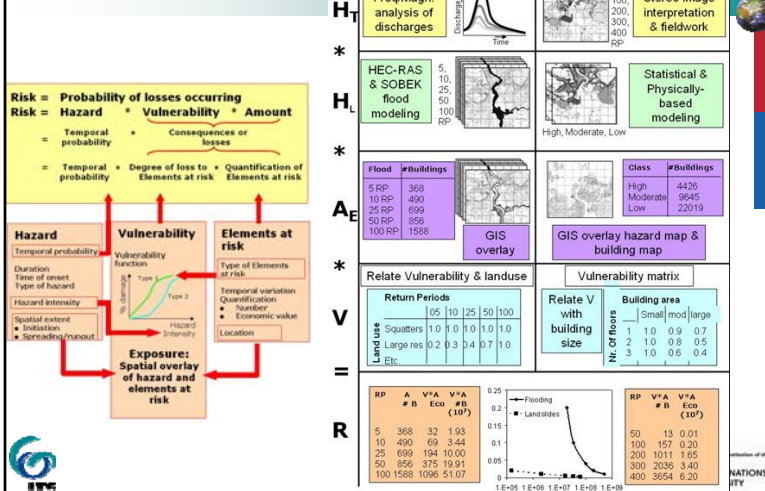 Risk = Probability of losses occurring
Risk = Hazard * Vulnerability * Amount
= Temporal probability * Consequences or losses
= Temporal probability * Degree of loss to Elements at risk * Quantification of Elements at risk
Hazard
Temporal probability
Duration
Time of onset
Type of hazard
Hazard intensity
Spatial extent
• Initiation
• Spreading/runout
Vulnerability
Vulnerability
function
% damage
Type 1
Type 2
Hazard
Intensity
Exposure:
Spatial overlay
of hazard and
elements at
risk
Elements at
risk
Type of Elements
at risk
Temporal variation
Quantification
• Number
• Economic value
Location
HT
*
HL
*
AE
*
V
=
R
analysis of
discharges
Discharge
Time
200,
300,
400
RP
interpretation
& fieldwork
HEC-RAS
& SOBEK
flood
modeling
5,
10,
25,
50,
100
RP
High, Moderate, Low
Statistical &
Physically-
based
modeling
Flood #Buildings
5 RP 368
10 RP 490
25 RP 699
50 RP 856
100 RP 1588
GIS
overlay
Class #Buildings
High 4426
Moderate 9645
Low 22019
GIS overlay hazard map &
building map
Relate Vulnerability & landuse
Return Periods
05 10 25 50 100
Land use
Squatters 1.0 1.0 1.0 1.0 1.0
Large res 0.2 0.3 0.4 0.7 1.0
Etc.
Vulnerability matrix
Relate V
with
building
size
Building area
Small mod large
Nr. Of floors
1 1.0 0.9 0.7
2 1.0 0.8 0.5
3 1.0 0.6 0.4
RP A V*A V*A
# B Eco #B
(10⁷)
5 368 32 1.93
10 490 69 3.44
25 699 194 10.00
50 856 375 19.91
100 1588 1096 51.07
0.25
0.2
0.15
0.1
0.05
0
Flooding
Landslides
1.E+05 1.E+06 1.E+07 1.E+08 1.E+09
RP V*A V*A
Eco
(10⁷)
50 13 0.01
100 157 0.20
200 1011 1.65
300 2036 3.40
400 3654 6.20
NATIONS